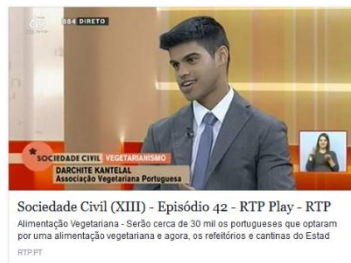 DIRETO
SOCIEDADE CIVIL VEGETARIANISMO
DARCHITE KANTELAL
Associação Vegetariana Portuguesa
Sociedade Civil (XIII) - Episódio 42 - RTP Play - RTP
Alimentação Vegetariana - Serão cerca de 30 mil os portugueses que optaram
por uma alimentação vegetariana e agora, os refeitórios e cantinas do Estad
RTP.PT